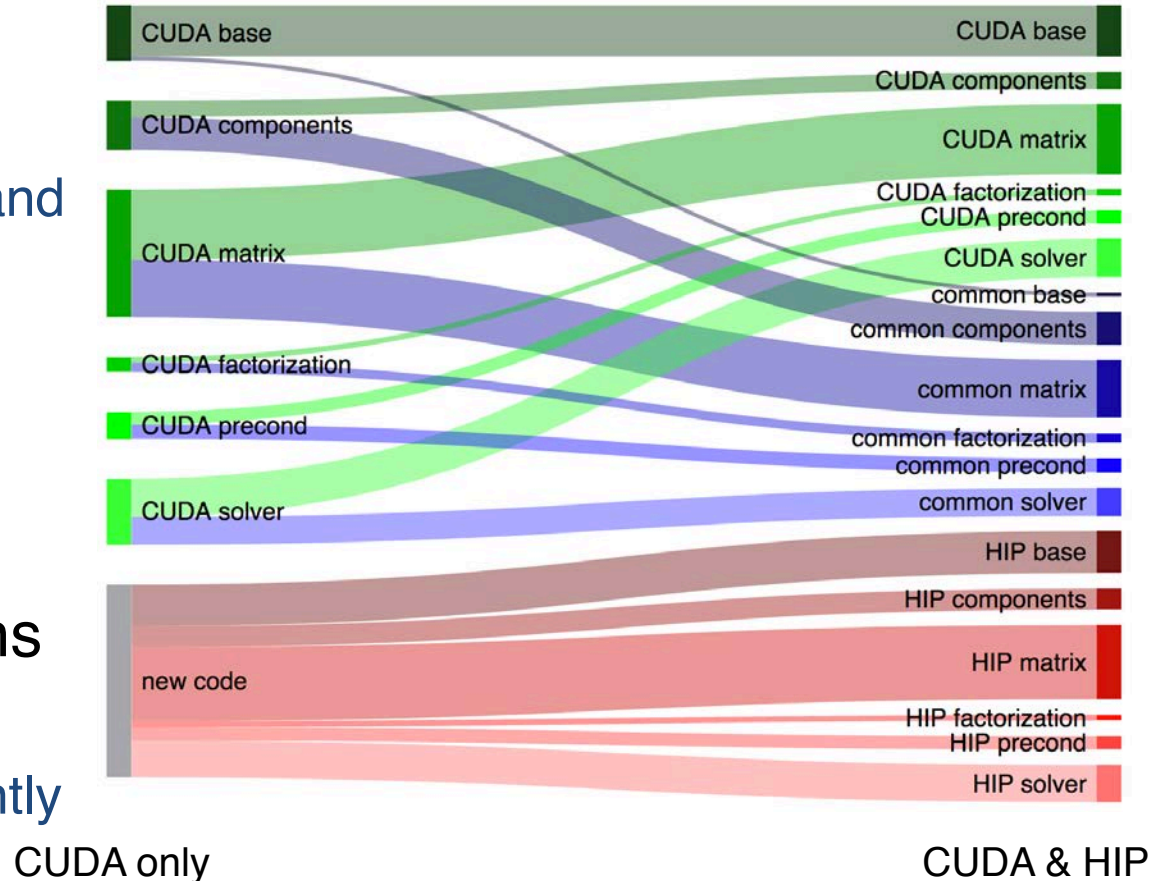 CUDA base
CUDA base
CUDA components
CUDA components
CUDA matrix
and
CUDA factorization
CUDA precond
CUDA matrix
CUDA solver
common base
common components
CUDA factorization
common matrix
CUDA precond
common factorization
common precond
CUDA solver
common solver
HIP base
HIP components
ns
new code
HIP matrix
HIP factorization
HIP precond
HIP solver
ntly
CUDA only
CUDA & HIP